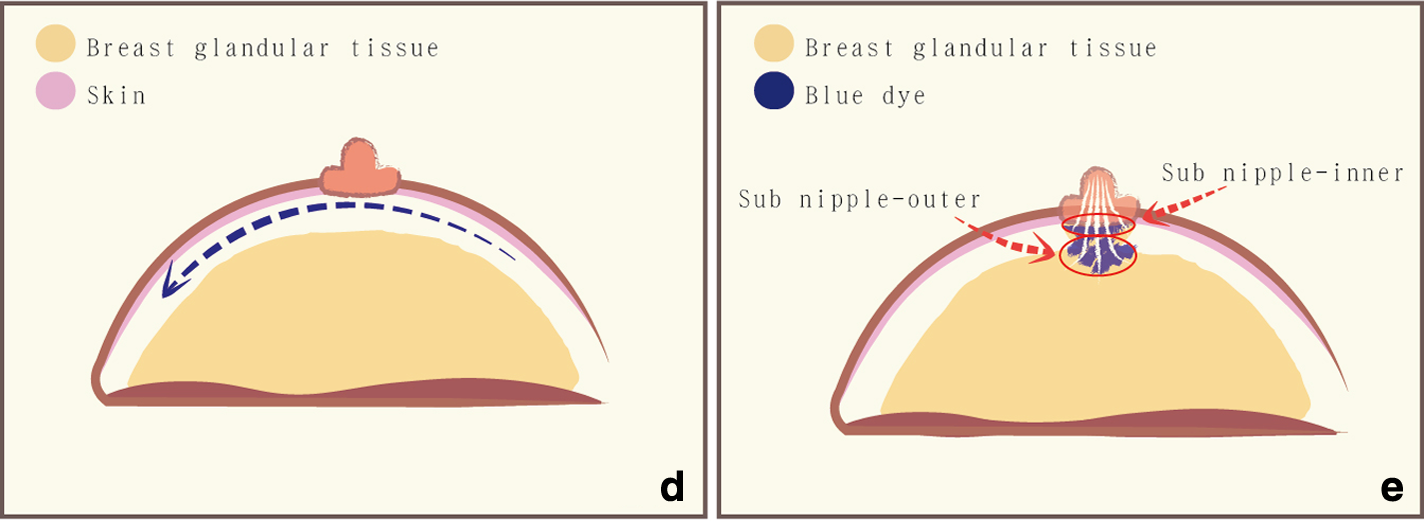 Breast glandular tissue
Skin
d
Breast glandular tissue
Blue dye
Sub nipple-inner
Sub nipple-outer
e